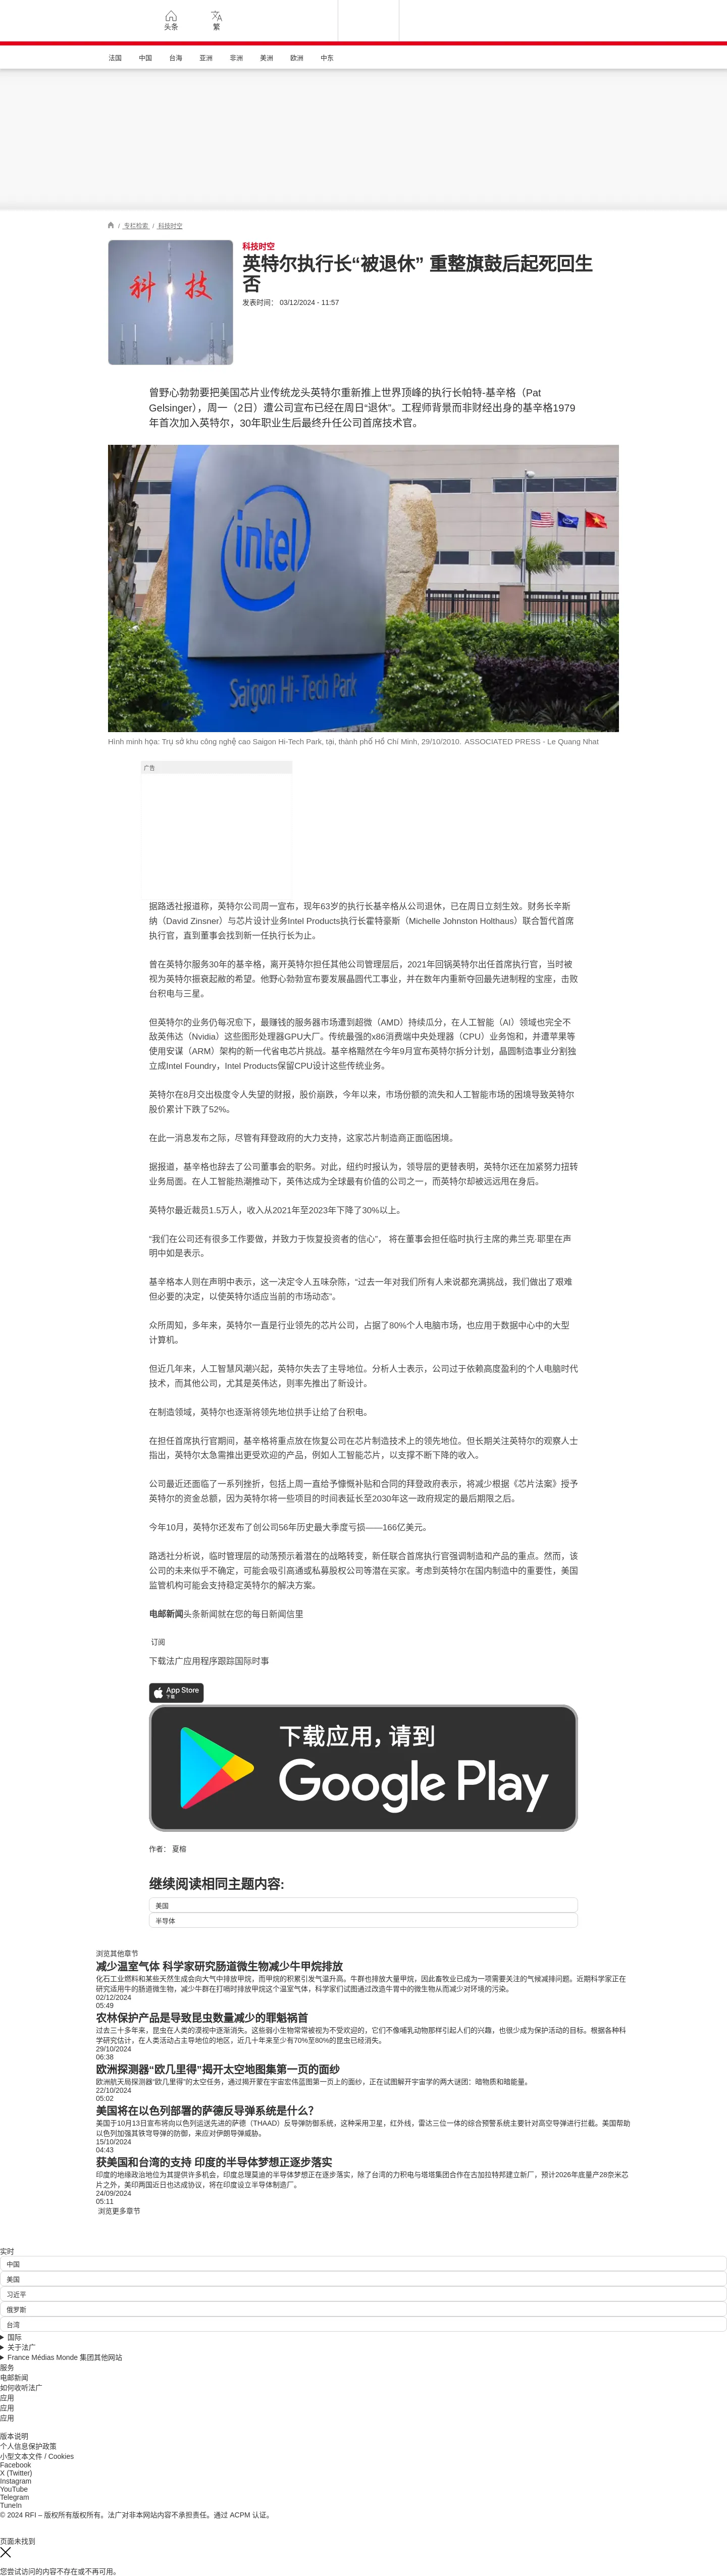 头条
繁
法国
中国
台海
亚洲
非洲
美洲
欧洲
中东
/ 专栏检索 / 科技时空
科技
科技时空
英特尔执行长“被退休” 重整旗鼓后起死回生
否
发表时间： 03/12/2024 - 11:57
曾野心勃勃要把美国芯片业传统龙头英特尔重新推上世界顶峰的执行长帕特-基辛格（Pat
Gelsinger），周一（2日）遭公司宣布已经在周日“退休”。工程师背景而非财经出身的基辛格1979
年首次加入英特尔，30年职业生后最终升任公司首席技术官。
intel
Saigon Hi-Tech Park
Hình minh họa: Trụ sở khu công nghệ cao Saigon Hi-Tech Park, tại, thành phố Hồ Chí Minh, 29/10/2010. ASSOCIATED PRESS - Le Quang Nhat
广告
据路透社报道称，英特尔公司周一宣布，现年63岁的执行长基辛格从公司退休，已在周日立刻生效。财务长辛斯
纳（David Zinsner）与芯片设计业务Intel Products执行长霍特豪斯（Michelle Johnston Holthaus）联合暂代首席
执行官，直到董事会找到新一任执行长为止。
曾在英特尔服务30年的基辛格，离开英特尔担任其他公司管理层后，2021年回锅英特尔出任首席执行官，当时被
视为英特尔振衰起敝的希望。他野心勃勃宣布要发展晶圆代工事业，并在数年内重新夺回最先进制程的宝座，击败
台积电与三星。
但英特尔的业务仍每况愈下，最赚钱的服务器市场遭到超微（AMD）持续瓜分，在人工智能（AI）领域也完全不
敌英伟达（Nvidia）这些图形处理器GPU大厂。传统最强的x86消费端中央处理器（CPU）业务饱和，并遭苹果等
使用安谋（ARM）架构的新一代省电芯片挑战。基辛格黯然在今年9月宣布英特尔拆分计划，晶圆制造事业分割独
立成Intel Foundry，Intel Products保留CPU设计这些传统业务。
英特尔在8月交出极度令人失望的财报，股价崩跌，今年以来，市场份额的流失和人工智能市场的困境导致英特尔
股价累计下跌了52%。
在此一消息发布之际，尽管有拜登政府的大力支持，这家芯片制造商正面临困境。
据报道，基辛格也辞去了公司董事会的职务。对此，纽约时报认为，领导层的更替表明，英特尔还在加紧努力扭转
业务局面。在人工智能热潮推动下，英伟达成为全球最有价值的公司之一，而英特尔却被远远甩在身后。
英特尔最近裁员1.5万人，收入从2021年至2023年下降了30%以上。
“我们在公司还有很多工作要做，并致力于恢复投资者的信心”， 将在董事会担任临时执行主席的弗兰克·耶里在声
明中如是表示。
基辛格本人则在声明中表示，这一决定令人五味杂陈，“过去一年对我们所有人来说都充满挑战，我们做出了艰难
但必要的决定，以使英特尔适应当前的市场动态”。
众所周知，多年来，英特尔一直是行业领先的芯片公司，占据了80%个人电脑市场，也应用于数据中心中的大型
计算机。
但近几年来，人工智慧风潮兴起，英特尔失去了主导地位。分析人士表示，公司过于依赖高度盈利的个人电脑时代
技术，而其他公司，尤其是英伟达，则率先推出了新设计。
在制造领域，英特尔也逐渐将领先地位拱手让给了台积电。
在担任首席执行官期间，基辛格将重点放在恢复公司在芯片制造技术上的领先地位。但长期关注英特尔的观察人士
指出，英特尔太急需推出更受欢迎的产品，例如人工智能芯片，以支撑不断下降的收入。
公司最近还面临了一系列挫折，包括上周一直给予慷慨补贴和合同的拜登政府表示，将减少根据《芯片法案》授予
英特尔的资金总额，因为英特尔将一些项目的时间表延长至2030年这一政府规定的最后期限之后。
今年10月，英特尔还发布了创公司56年历史最大季度亏损——166亿美元。
路透社分析说，临时管理层的动荡预示着潜在的战略转变，新任联合首席执行官强调制造和产品的重点。然而，该
公司的未来似乎不确定，可能会吸引高通或私募股权公司等潜在买家。考虑到英特尔在国内制造中的重要性，美国
监管机构可能会支持稳定英特尔的解决方案。
电邮新闻头条新闻就在您的每日新闻信里
订阅
下载法广应用程序跟踪国际时事
App Store
下载
下载应用，请到
Google Play
作者： 夏榕
继续阅读相同主题内容:
美国
半导体
浏览其他章节
减少温室气体 科学家研究肠道微生物减少牛甲烷排放
化石工业燃料和某些天然生成会向大气中排放甲烷，而甲烷的积累引发气温升高。牛群也排放大量甲烷，因此畜牧业已成为一项需要关注的气候减排问题。近期科学家正在
研究适用牛的肠道微生物，减少牛群在打嗝时排放甲烷这个温室气体，科学家们试图通过改造牛胃中的微生物从而减少对环境的污染。
02/12/2024
05:49
农林保护产品是导致昆虫数量减少的罪魁祸首
过去三十多年来，昆虫在人类的漠视中逐渐消失。这些弱小生物常常被视为不受欢迎的，它们不像哺乳动物那样引起人们的兴趣，也很少成为保护活动的目标。根据各种科
学研究估计，在人类活动占主导地位的地区，近几十年来至少有70%至80%的昆虫已经消失。
29/10/2024
06:38
欧洲探测器“欧几里得”揭开太空地图集第一页的面纱
欧洲航天局探测器“欧几里得”的太空任务，通过揭开蒙在宇宙宏伟蓝图第一页上的面纱，正在试图解开宇宙学的两大谜团：暗物质和暗能量。
22/10/2024
05:02
美国将在以色列部署的萨德反导弹系统是什么？
美国于10月13日宣布将向以色列运送先进的萨德（THAAD）反导弹防御系统，这种采用卫星，红外线，雷达三位一体的综合预警系统主要针对高空导弹进行拦截。美国帮助
以色列加强其铁穹导弹的防御，来应对伊朗导弹威胁。
15/10/2024
04:43
获美国和台湾的支持 印度的半导体梦想正逐步落实
印度的地缘政治地位为其提供许多机会，印度总理莫迪的半导体梦想正在逐步落实，除了台湾的力积电与塔塔集团合作在古加拉特邦建立新厂，预计2026年底量产28奈米芯
片之外，美印两国近日也达成协议，将在印度设立半导体制造厂。
24/09/2024
05:11
浏览更多章节
实时
中国
美国
习近平
俄罗斯
台湾
国际
关于法广
France Médias Monde 集团其他网站
服务
电邮新闻
如何收听法广
应用
应用
应用
版本说明
个人信息保护政策
小型文本文件 / Cookies
Facebook
X (Twitter)
Instagram
YouTube
Telegram
TuneIn
© 2024 RFI – 版权所有版权所有。法广对非本网站内容不承担责任。通过 ACPM 认证。
页面未找到
您尝试访问的内容不存在或不再可用。